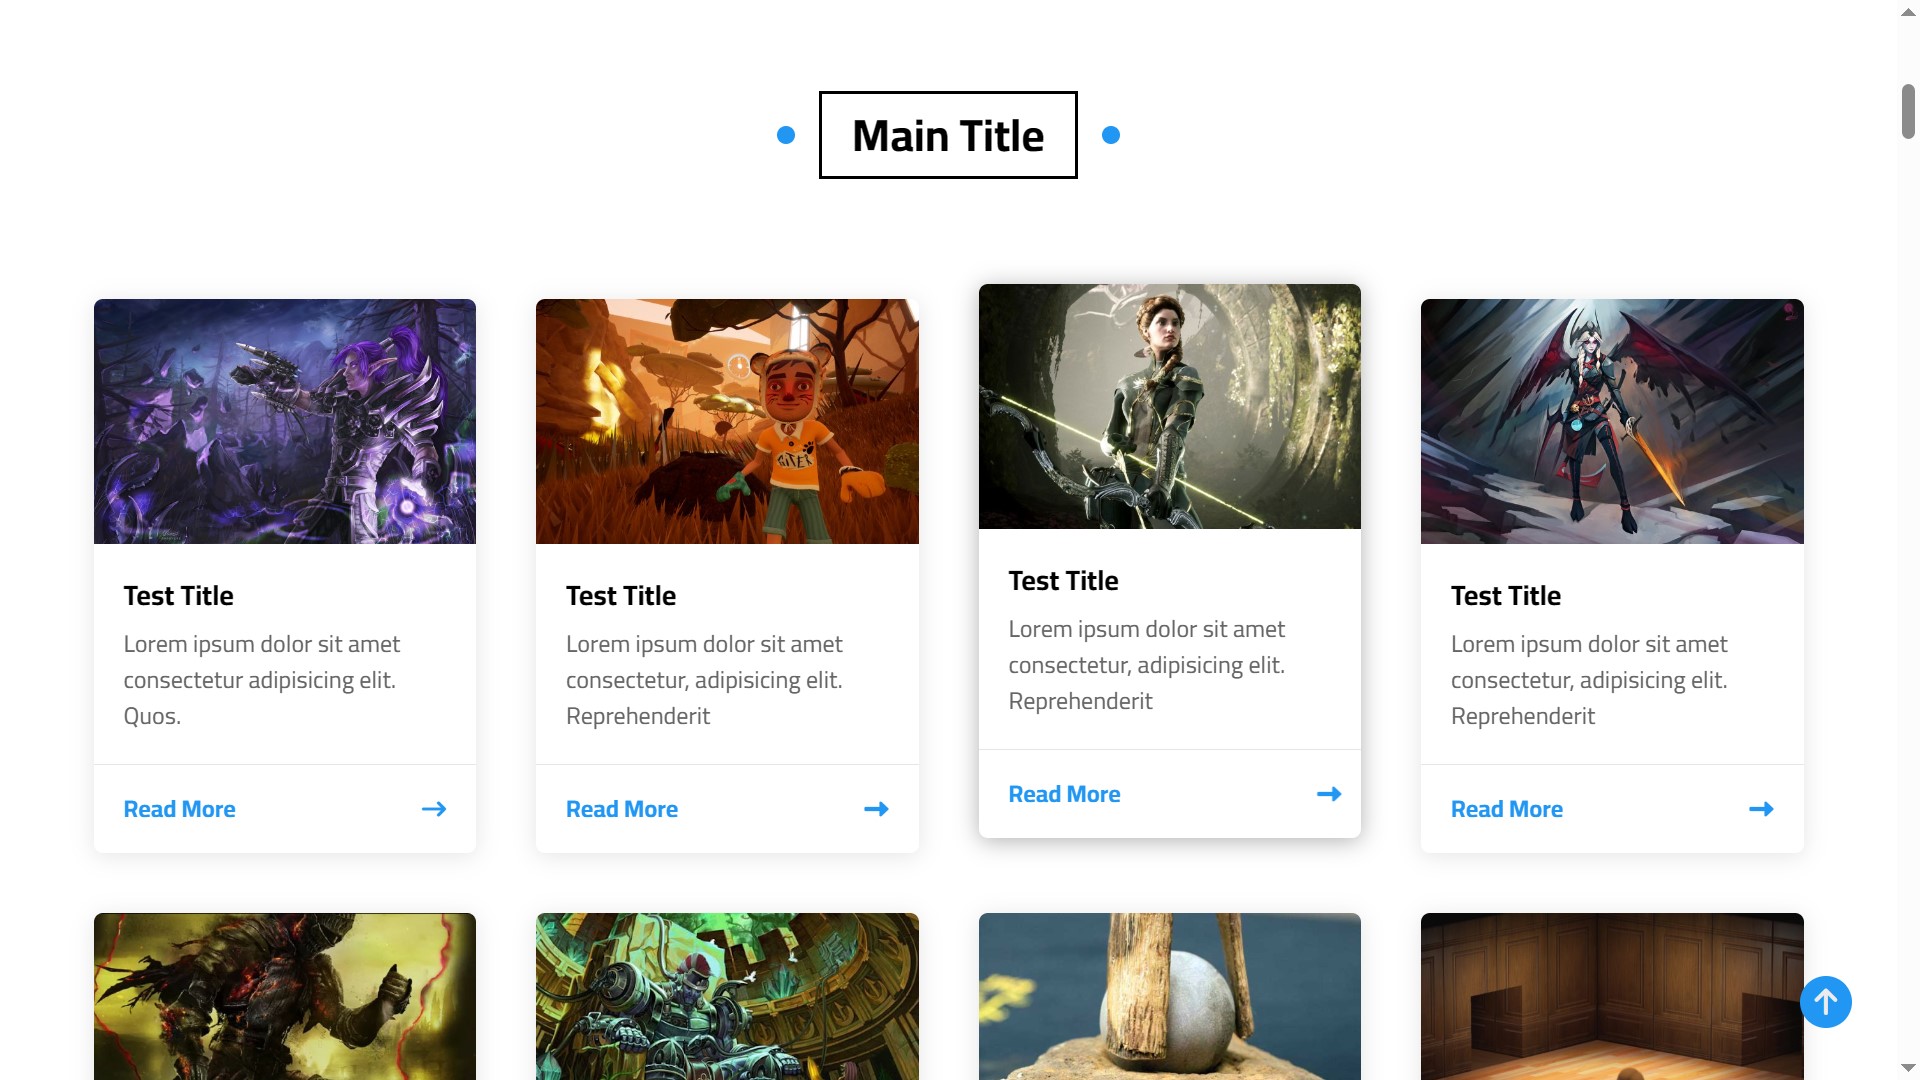 Main Title
Test Title
Lorem ipsum dolor sit amet
consectetur adipisicing elit.
Quos.
Read More
Test Title
Lorem ipsum dolor sit amet
consectetur, adipisicing elit.
Reprehenderit
Read More
Test Title
Lorem ipsum dolor sit amet
consectetur, adipisicing elit.
Reprehenderit
Read More
Test Title
Lorem ipsum dolor sit amet
consectetur, adipisicing elit.
Reprehenderit
Read More